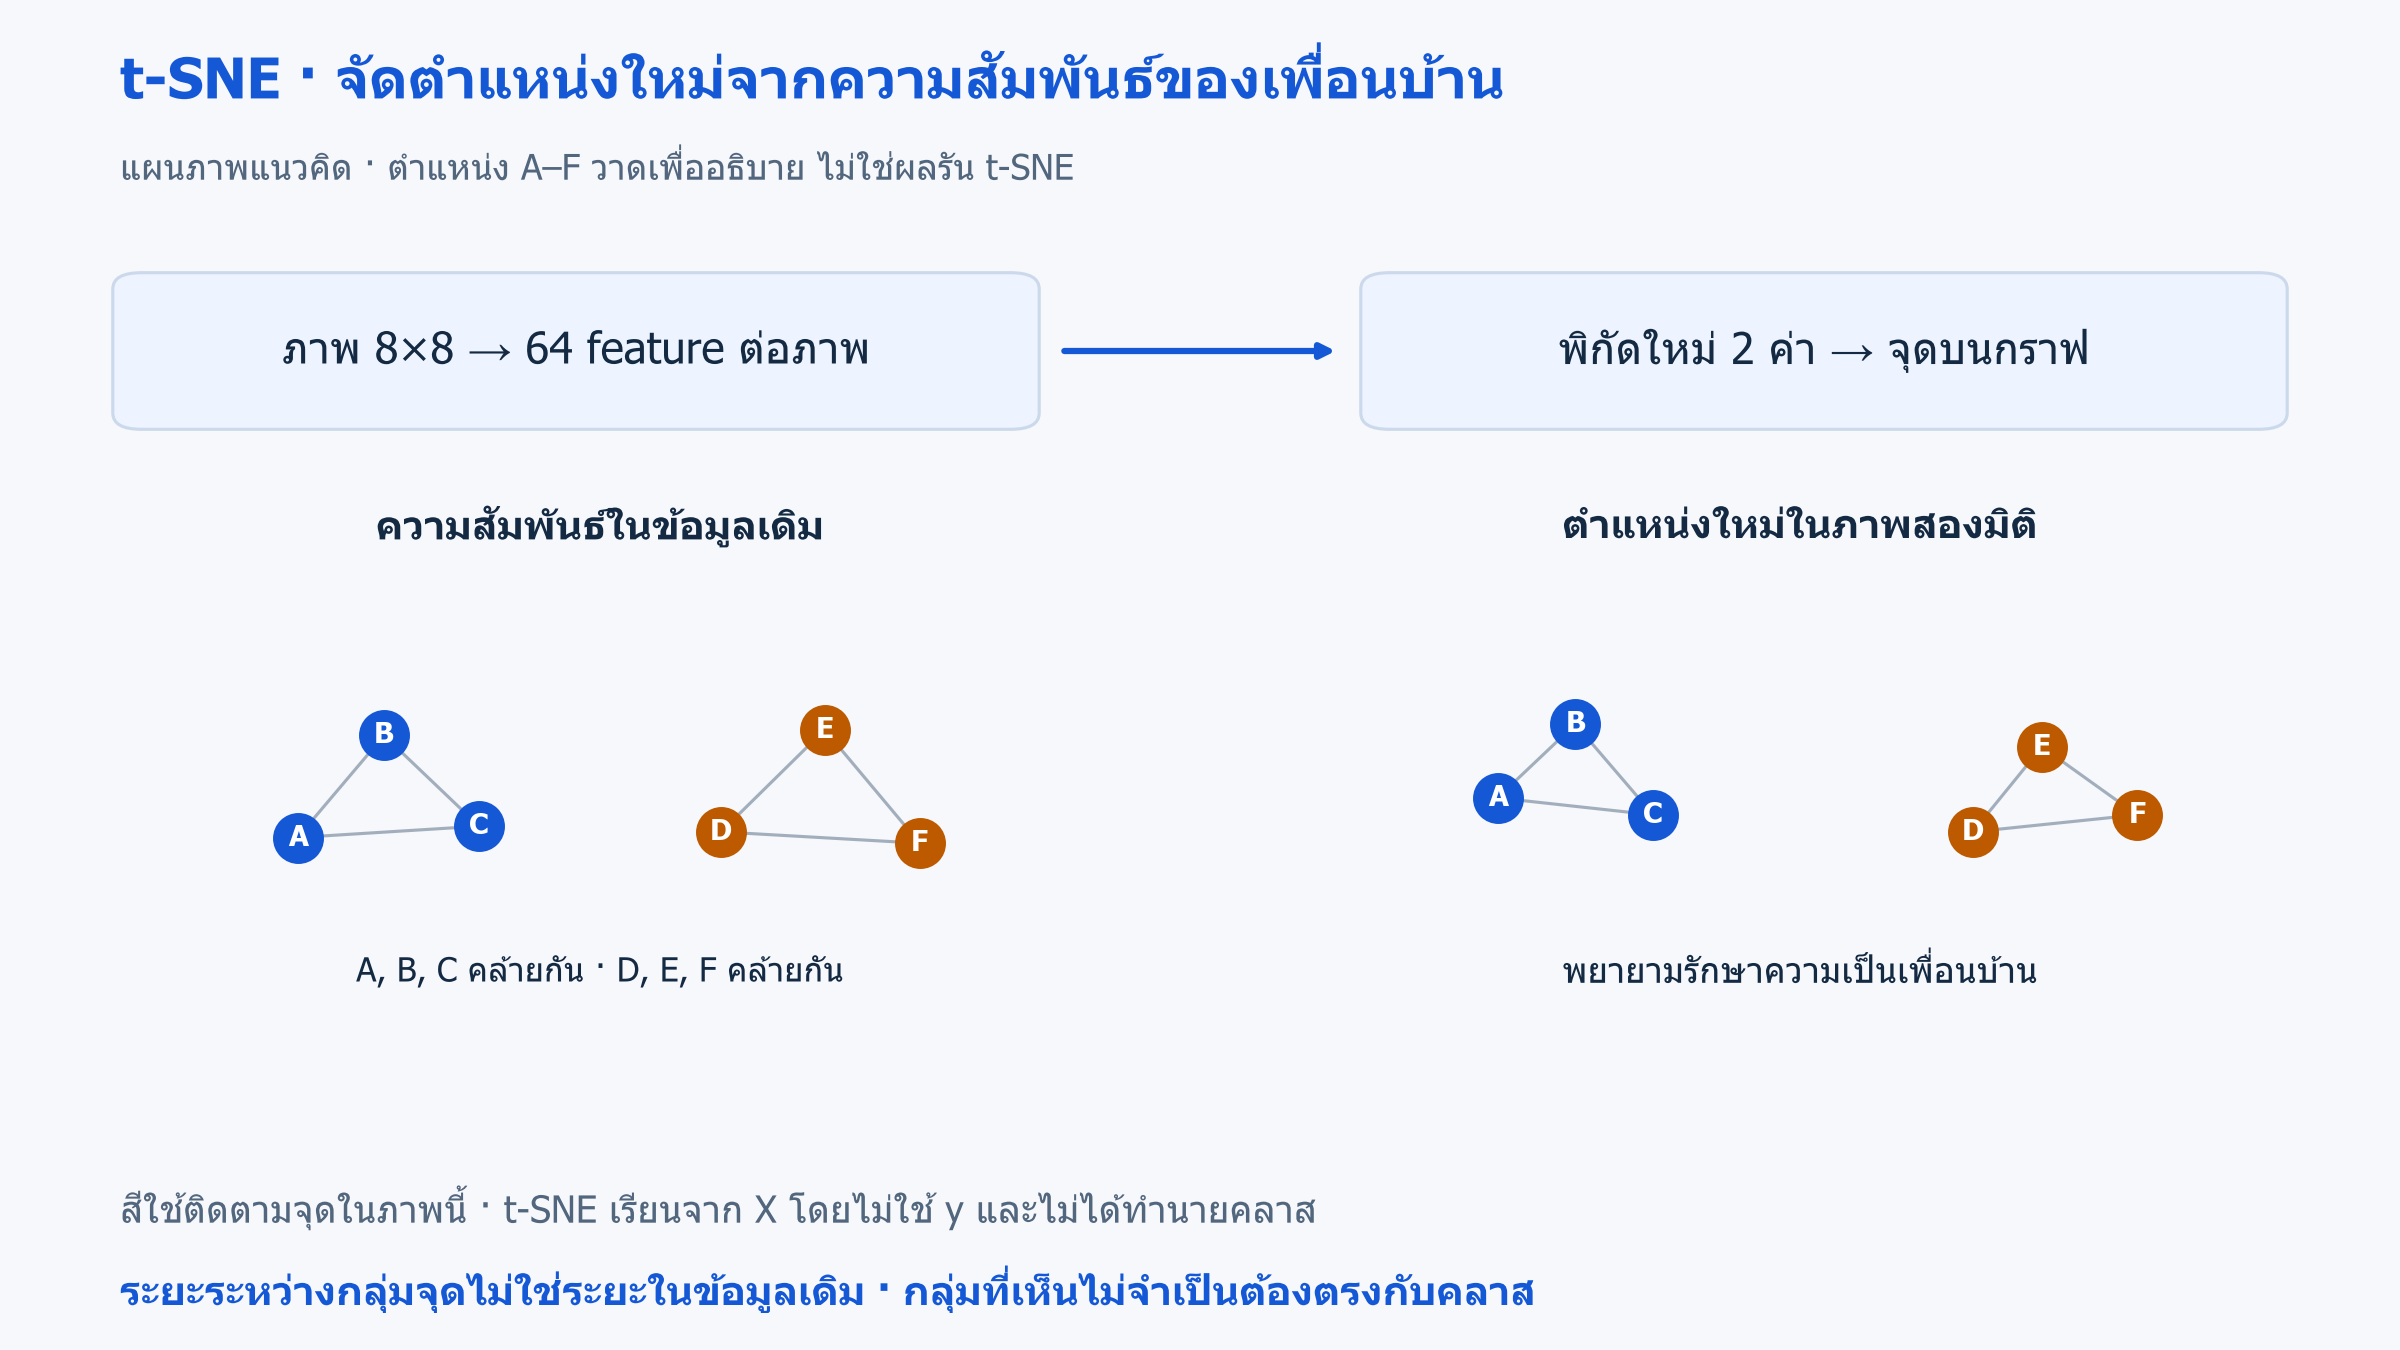 t-SNE · จัดตำแหน่งใหม่จากความสัมพันธ์ของเพื่อนบ้าน
แผนภาพแนวคิด · ตำแหน่ง A–F วาดเพื่ออธิบาย ไม่ใช่ผลรัน t-SNE
ภาพ 8×8 → 64 feature ต่อภาพ
พิกัดใหม่ 2 ค่า → จุดบนกราฟ
ความสัมพันธ์ในข้อมูลเดิม
ตำแหน่งใหม่ในภาพสองมิติ
B
A
C
E
D
F
B
A
C
E
D
F
A, B, C คล้ายกัน · D, E, F คล้ายกัน
พยายามรักษาความเป็นเพื่อนบ้าน
สีใช้ติดตามจุดในภาพนี้ · t-SNE เรียนจาก X โดยไม่ใช้ y และไม่ได้ทำนายคลาส
ระยะระหว่างกลุ่มจุดไม่ใช่ระยะในข้อมูลเดิม · กลุ่มที่เห็นไม่จำเป็นต้องตรงกับคลาส